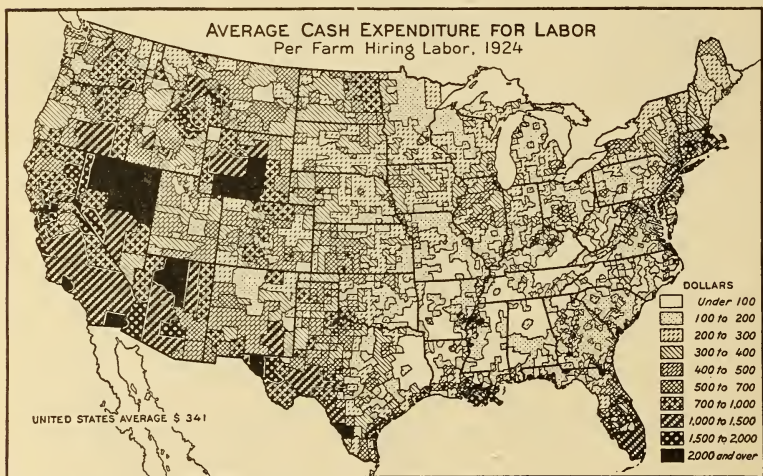 AVERAGE CASH EXPENDITURE FOR LABOR
Per Farm Hiring Labor, 1924
DOLLARS
Under 100
100 to 200
200 to 300
300 to 400
400 to 500
500 to 700
700 to 1,000
1,000 to 1,500
1,500 to 2,000
2,000 and over
UNITED STATES AVERAGE $ 341